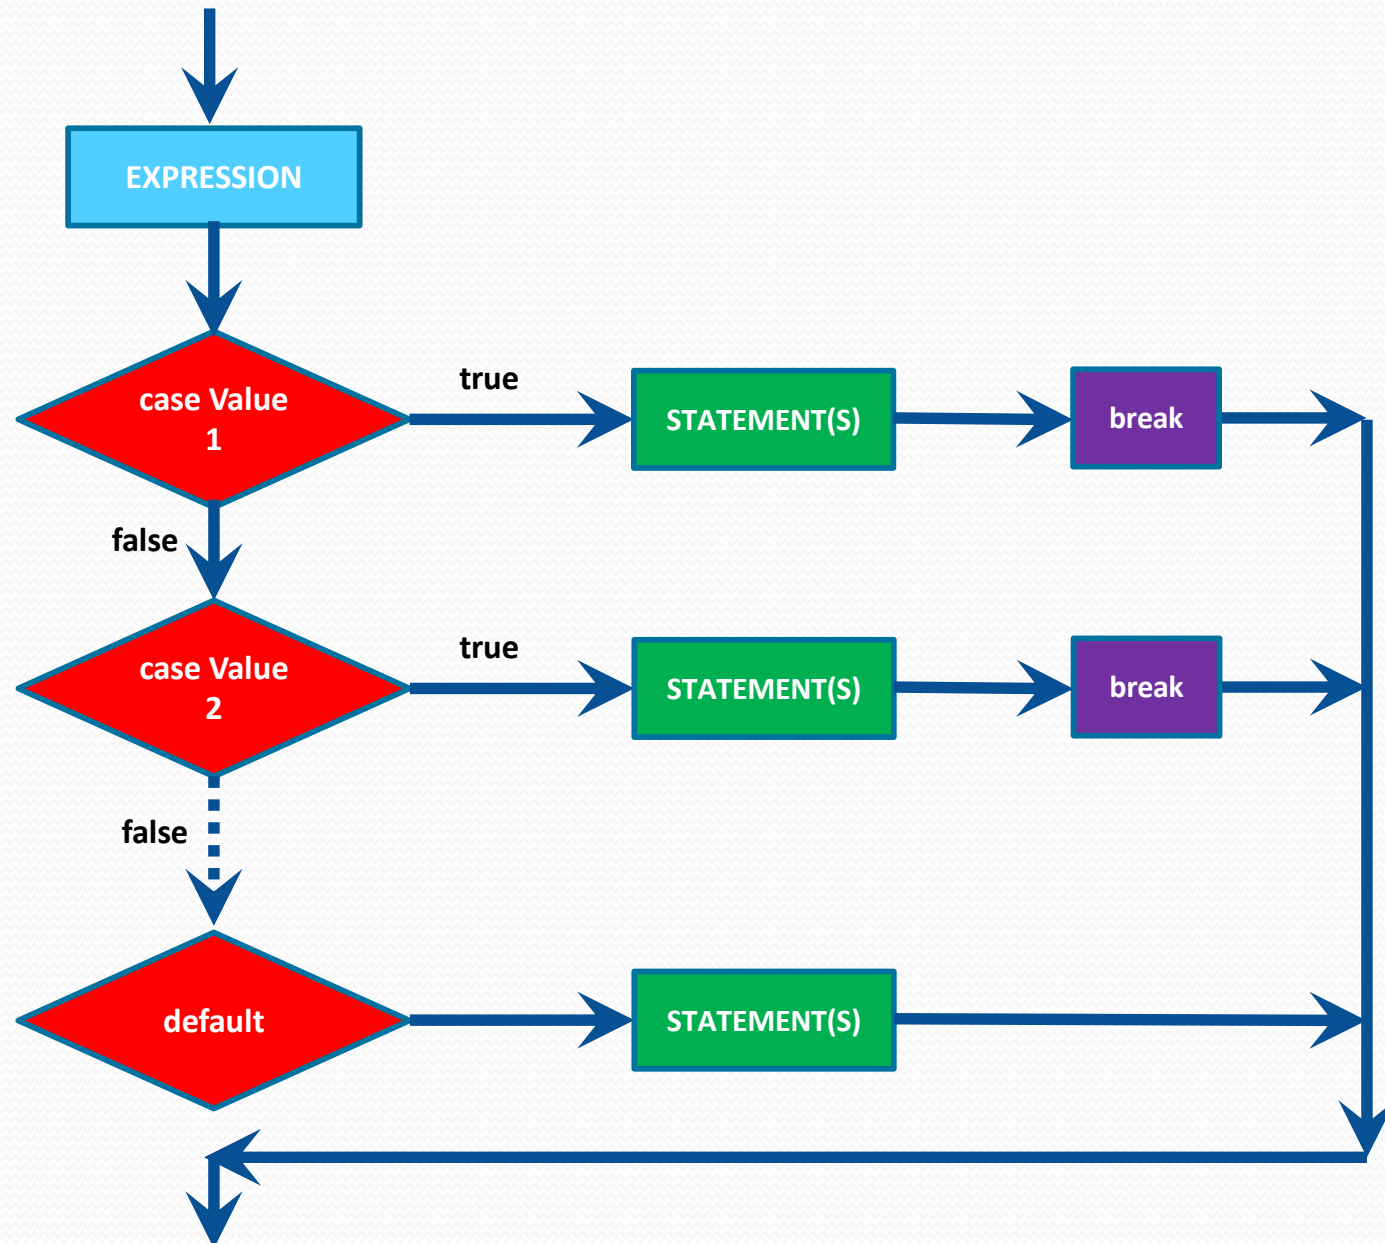 EXPRESSION
case Value
1
true
STATEMENT(S)
break
false
case Value
2
true
STATEMENT(S)
break
false
default
STATEMENT(S)